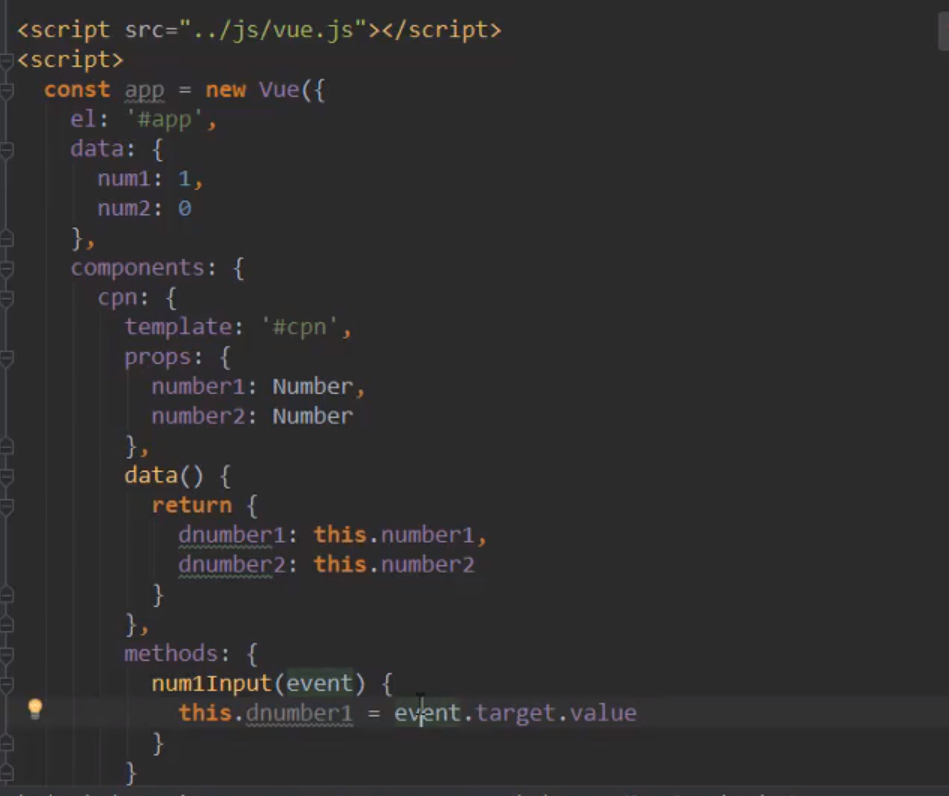 <script src="../js/vue.js"></script>
<script>
  const app = new Vue({
    el: '#app',
    data: {
      num1: 1,
      num2: 0
    },
    components: {
      cpn: {
        template: '#cpn',
        props: {
          number1: Number,
          number2: Number
        },
        data() {
          return {
            dnumber1: this.number1,
            dnumber2: this.number2
          }
        },
        methods: {
          num1Input(event) {
            this.dnumber1 = event.target.value
          }
        }